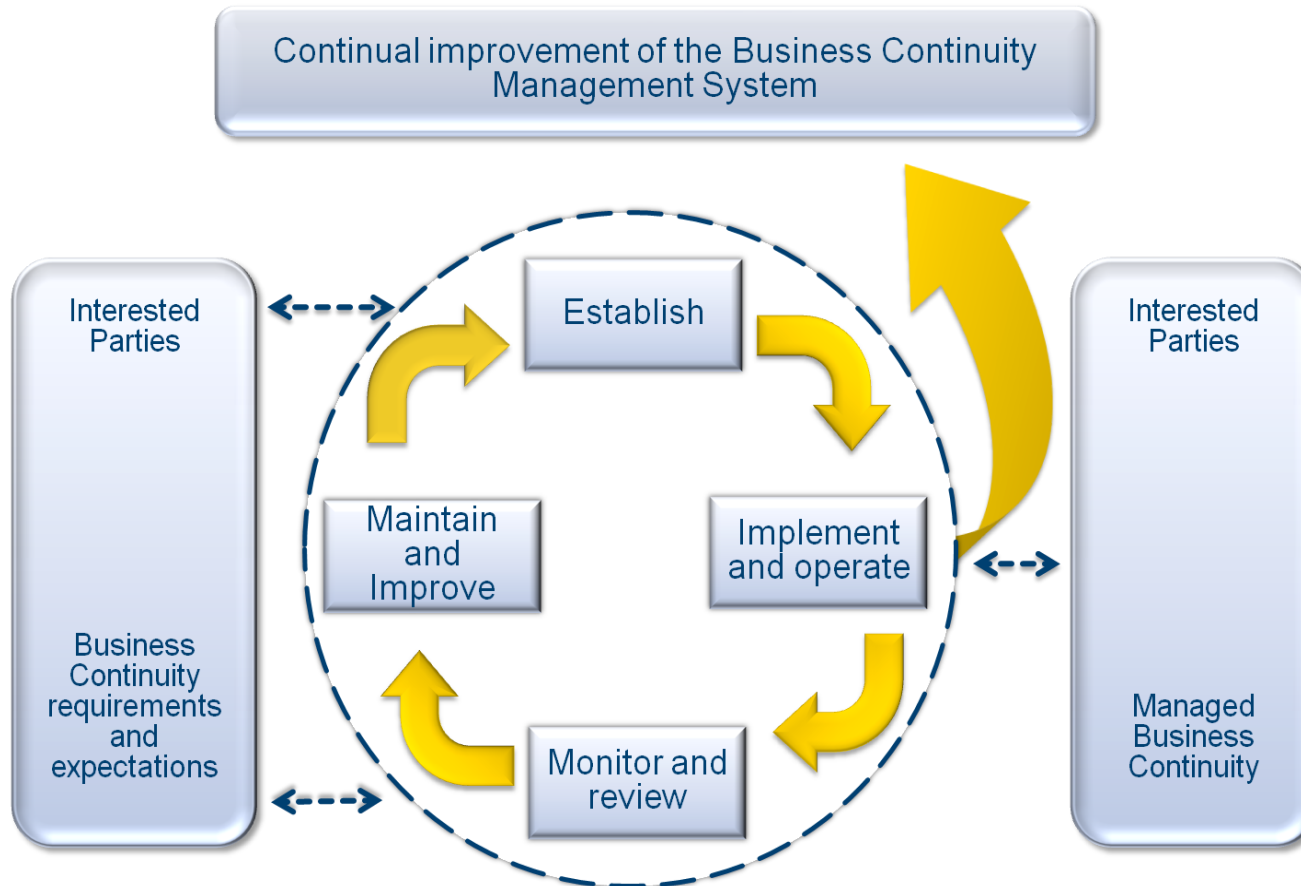 Continual improvement of the Business Continuity
Management System
Interested
Parties
Business
Continuity
requirements
and
expectations
Establish
Implement
and operate
Monitor and
review
Maintain
and
Improve
Interested
Parties
Managed
Business
Continuity